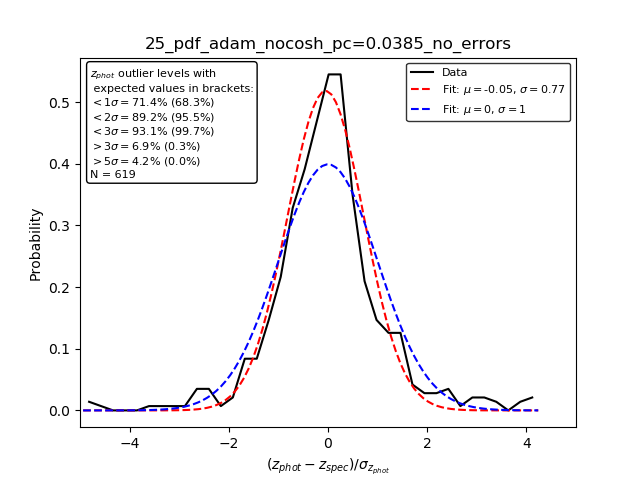 25_pdf_adam_nocosh_pc=0.0385_no_errors
z_phot outlier levels with
expected values in brackets:
<1σ=71.4% (68.3%)
<2σ=89.2% (95.5%)
<3σ=93.1% (99.7%)
>3σ=6.9% (0.3%)
>5σ=4.2% (0.0%)
N = 619
Data
Fit: μ=-0.05, σ=0.77
Fit: μ=0, σ=1
Probability
0.5
0.4
0.3
0.2
0.1
0.0
−4 −2 0 2 4
(z_phot − z_spec)/σ_z_phot